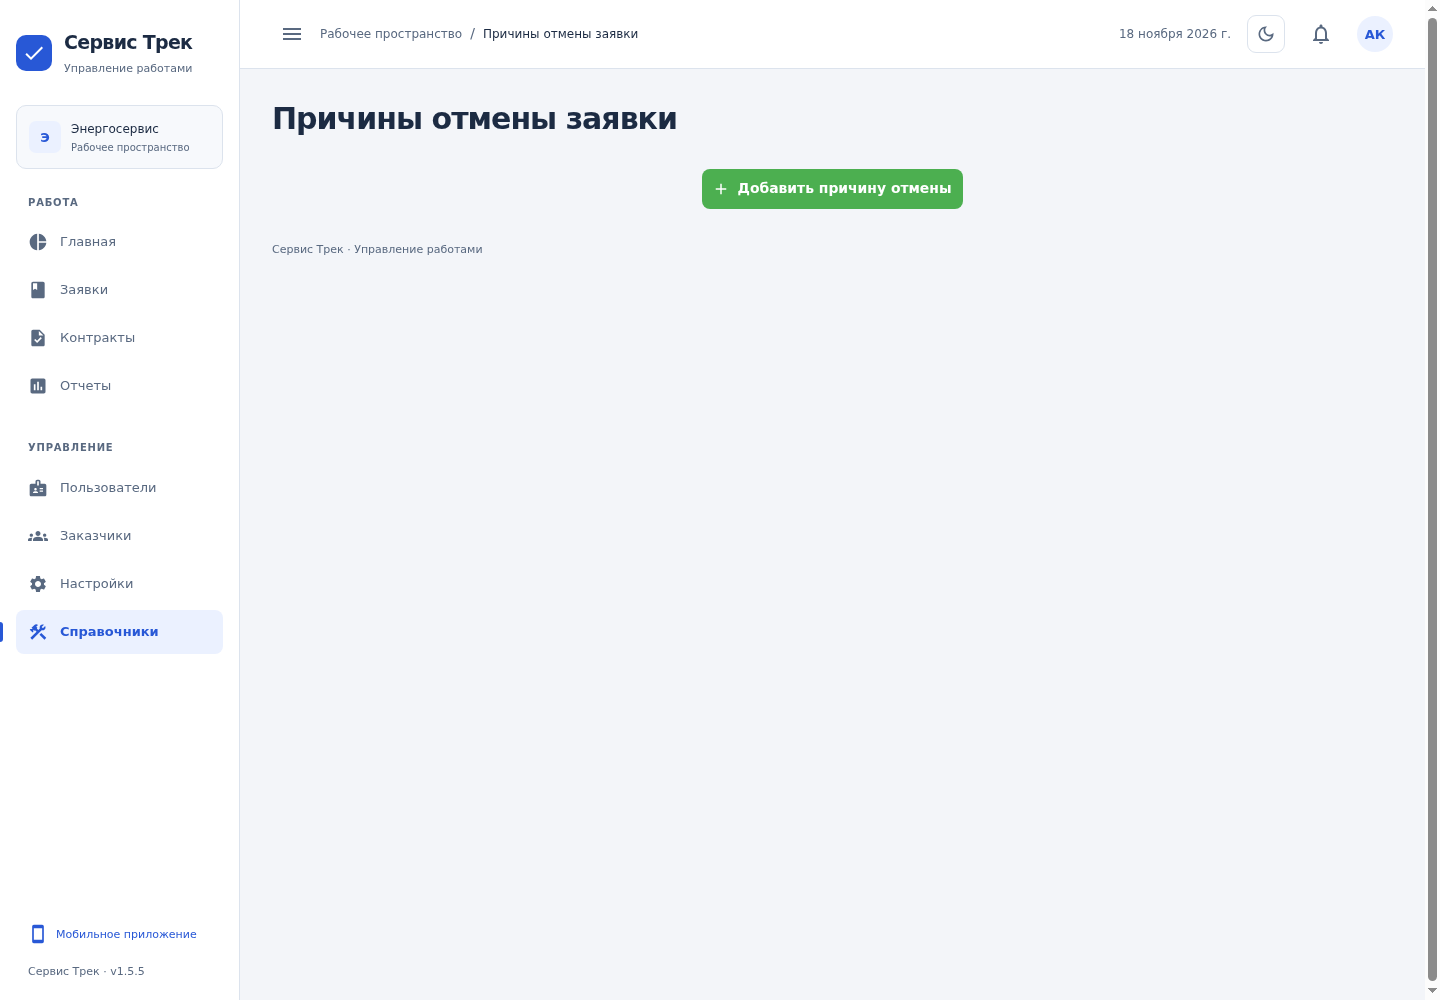 Сервис Трек
Управление работами
Э
Энергосервис
Рабочее пространство
РАБОТА
Главная
Заявки
Контракты
Отчеты
УПРАВЛЕНИЕ
Пользователи
Заказчики
Настройки
Справочники
Мобильное приложение
Сервис Трек · v1.5.5
Рабочее пространство / Причины отмены заявки
18 ноября 2026 г.
АК
Причины отмены заявки
+ Добавить причину отмены
Сервис Трек · Управление работами